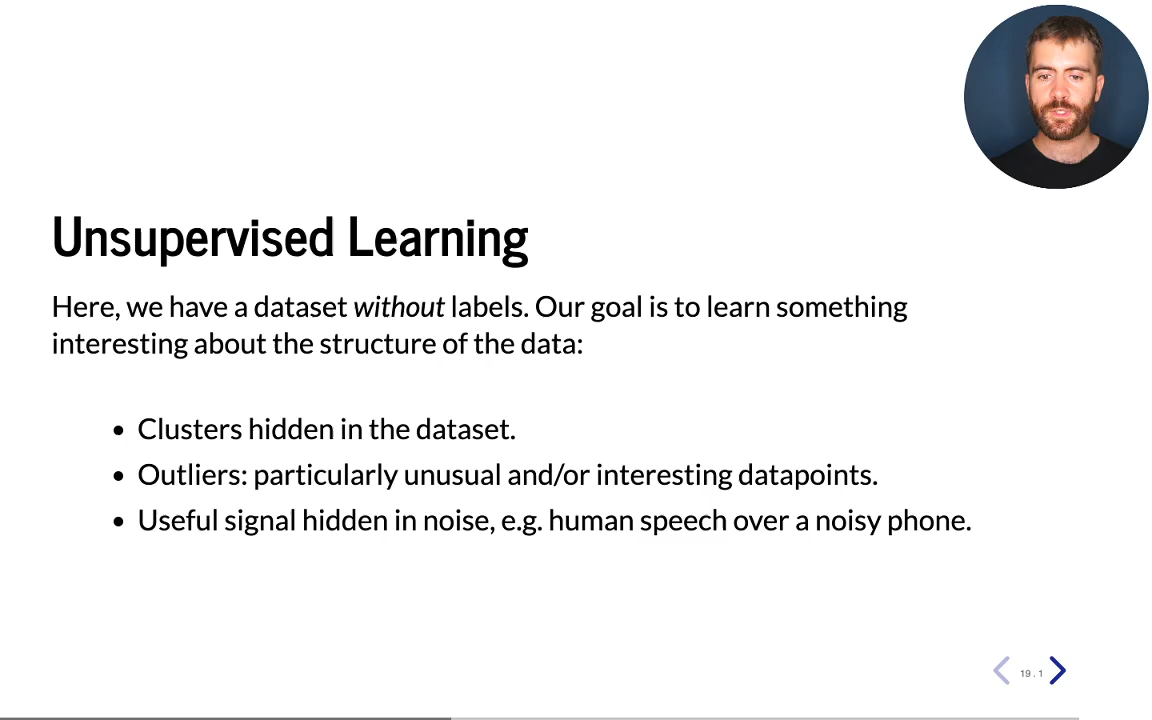 Unsupervised Learning
Here, we have a dataset without labels. Our goal is to learn something
interesting about the structure of the data:
• Clusters hidden in the dataset.
• Outliers: particularly unusual and/or interesting datapoints.
• Useful signal hidden in noise, e.g. human speech over a noisy phone.
19.1